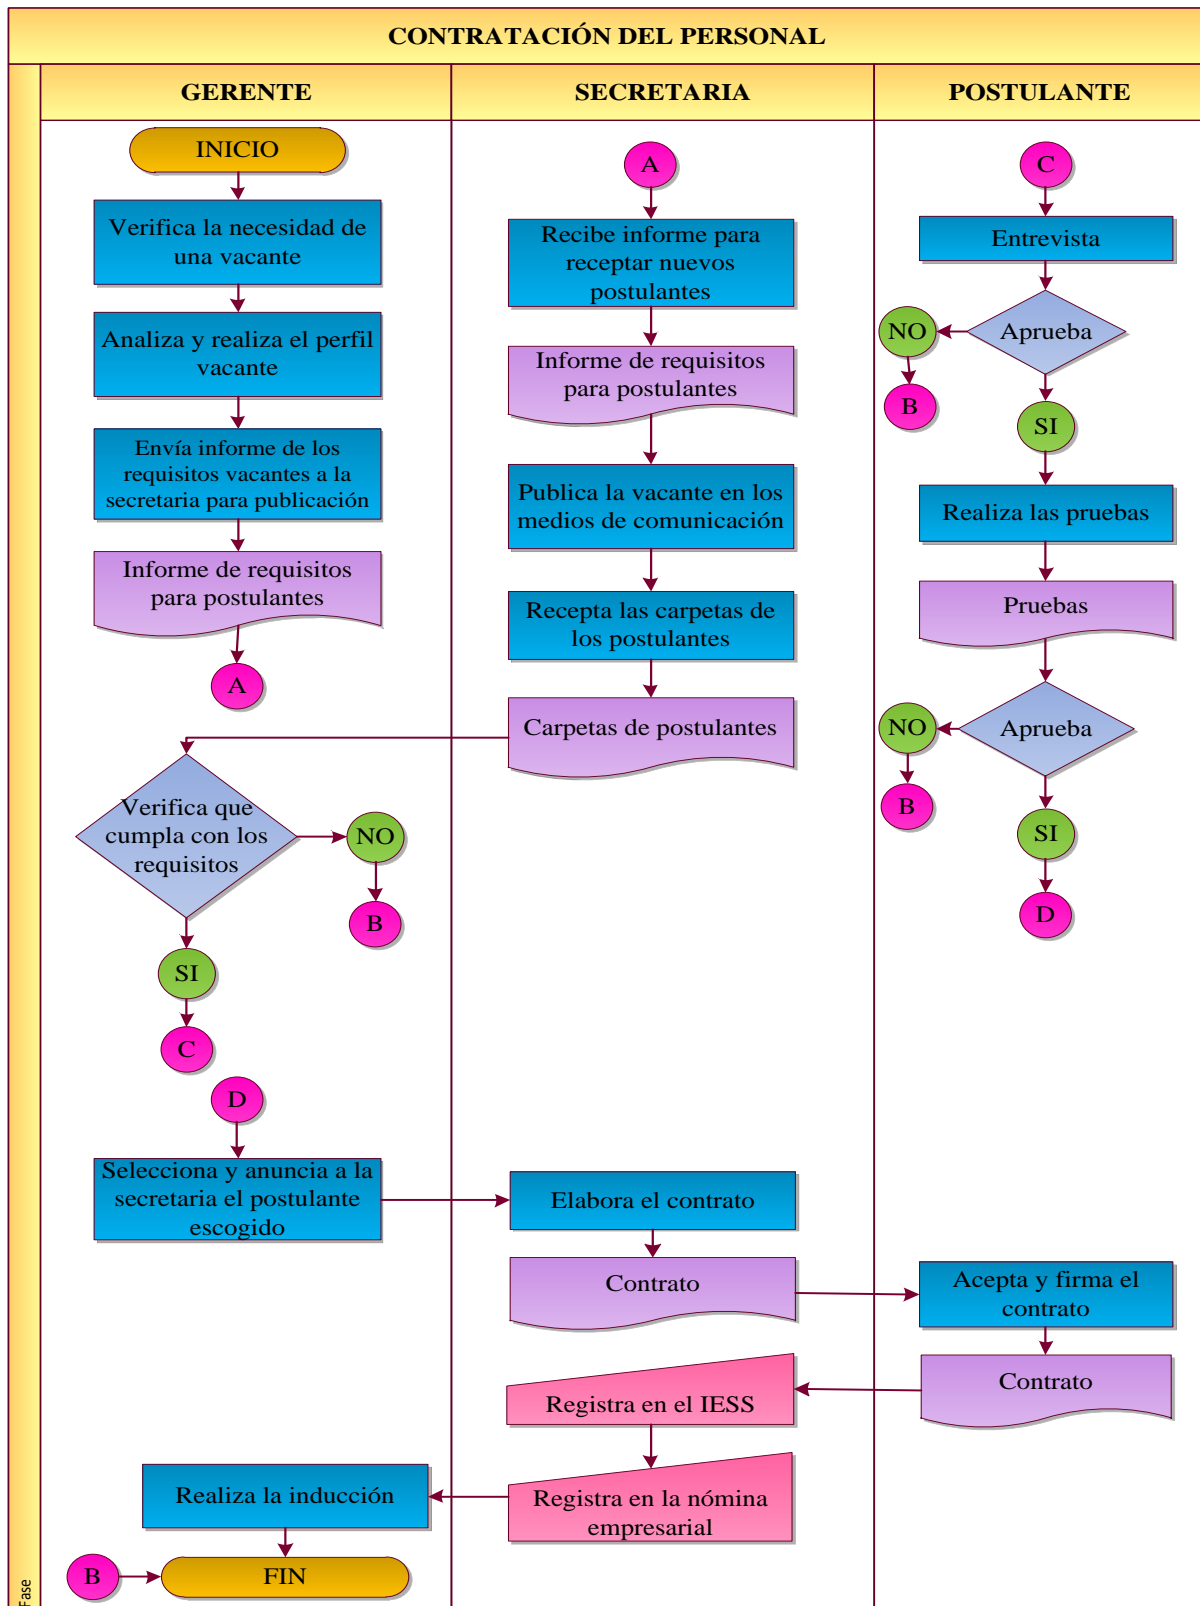 CONTRATACIÓN DEL PERSONAL
GERENTE
SECRETARIA
POSTULANTE
INICIO
Verifica la necesidad de
una vacante
Analiza y realiza el perfil
vacante
Envía informe de los
requisitos vacantes a la
secretaria para publicación
Informe de requisitos
para postulantes
A
A
Recibe informe para
receptar nuevos
postulantes
Informe de requisitos
para postulantes
Publica la vacante en los
medios de comunicación
Recepta las carpetas de
los postulantes
Carpetas de postulantes
Verifica que
cumpla con los
requisitos
NO
B
SI
C
C
Entrevista
Aprueba
NO
B
SI
Realiza las pruebas
Pruebas
Aprueba
NO
B
SI
D
D
Selecciona y anuncia a la
secretaria el postulante
escogido
Elabora el contrato
Contrato
Acepta y firma el
contrato
Contrato
Registra en el IESS
Registra en la nómina
empresarial
Realiza la inducción
B
FIN
Fase